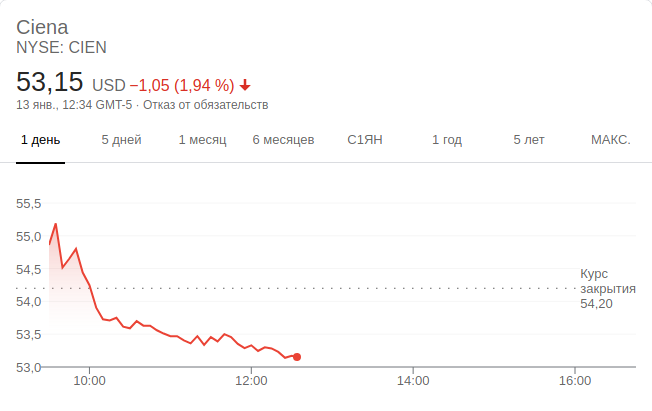 Ciena
NYSE: CIEN
53,15 USD −1,05 (1,94 %)
13 янв., 12:34 GMT-5 · Отказ от обязательств
1 день 5 дней 1 месяц 6 месяцев С1ЯН 1 год 5 лет МАКС.
55,5
55,0
54,5
54,0
53,5
53,0
Курс
закрытия
54,20
10:00 12:00 14:00 16:00